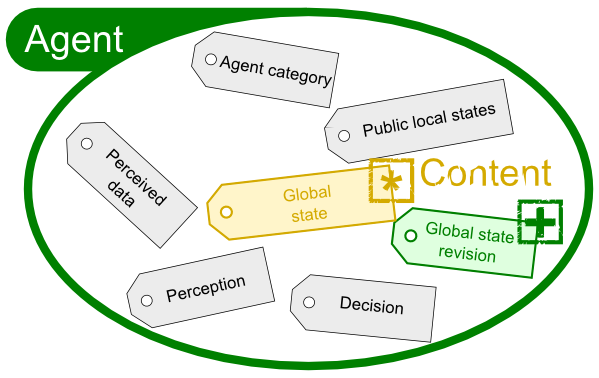 Agent
Agent category
Public local states
Perceived
data
Global
state
*
Content
Global state
revision
+
Perception
Decision